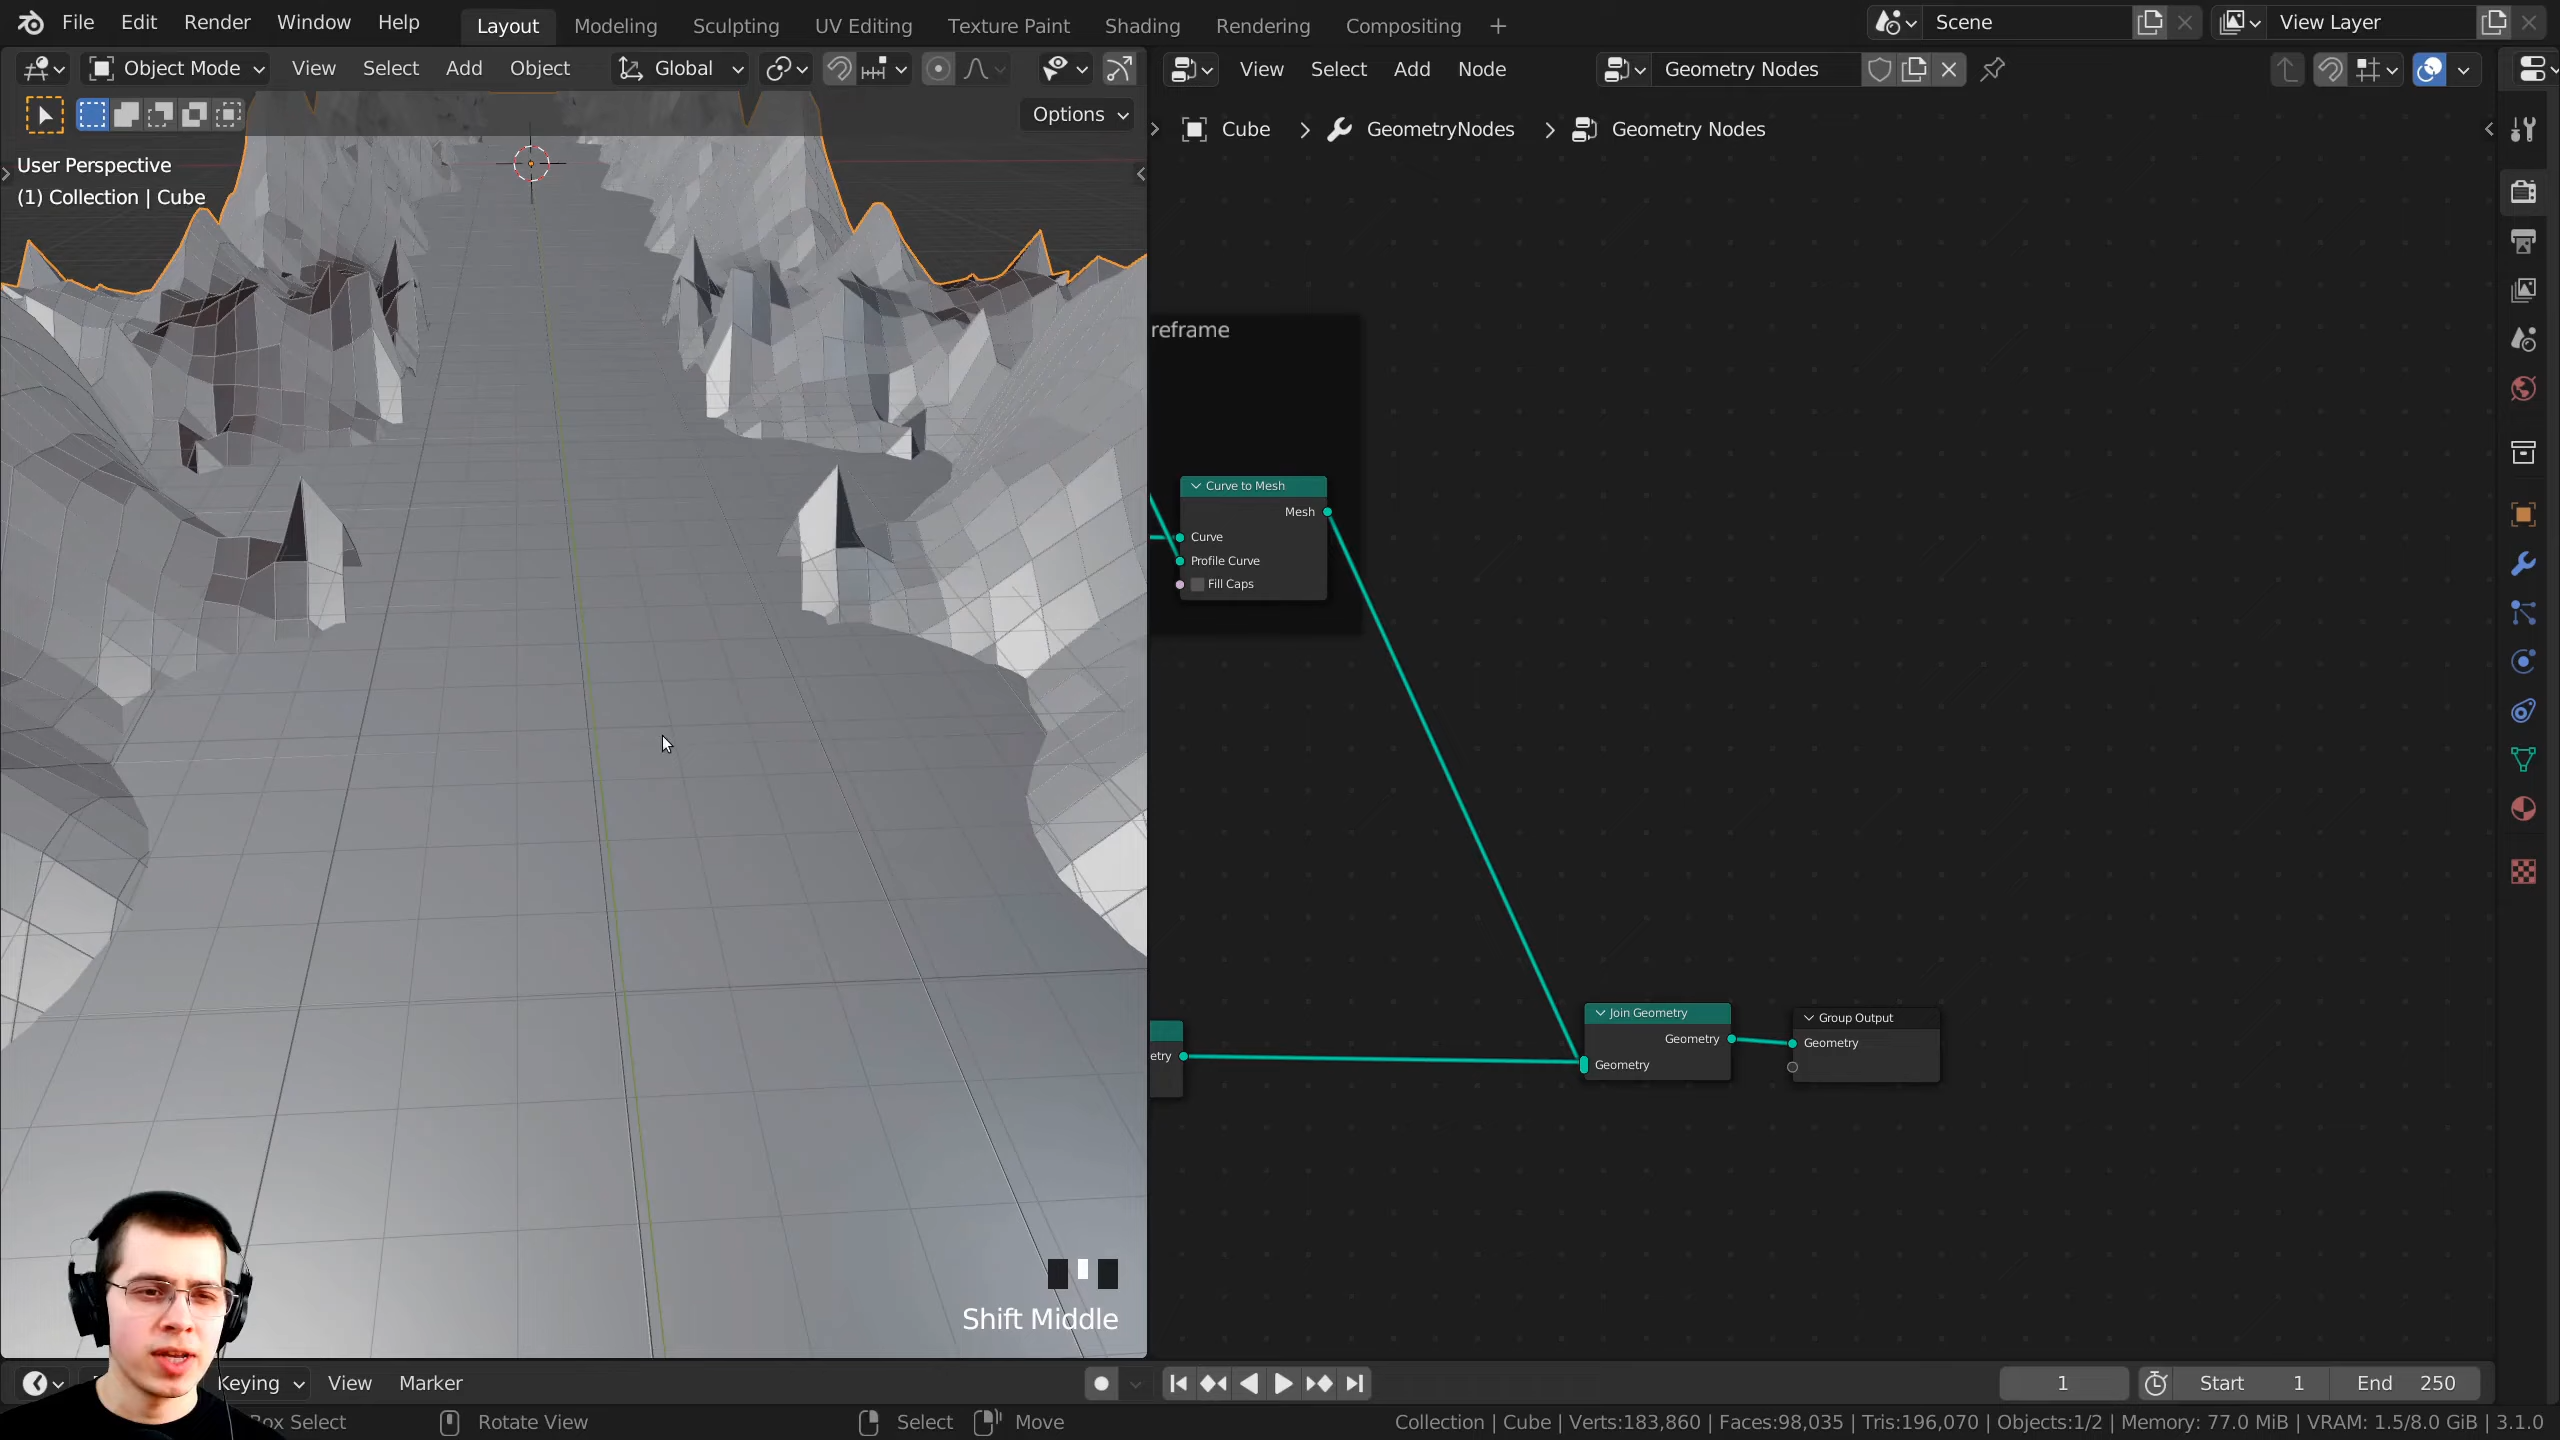 File Edit Render Window Help Layout Modeling Sculpting UV Editing Texture Paint Shading Rendering Compositing + Scene View Layer
Object Mode View Select Add Object Global View Select Add Node Geometry Nodes
Options
Cube > GeometryNodes > Geometry Nodes
User Perspective
(1) Collection | Cube
reframe
Curve to Mesh
Mesh
Curve
Profile Curve
Fill Caps
Join Geometry
Geometry
Geometry
Group Output
Geometry
etry
Shift Middle
Keying View Marker 1 Start 1 End 250
Box Select Rotate View Select Move Collection | Cube | Verts:183,860 | Faces:98,035 | Tris:196,070 | Objects:1/2 | Memory: 77.0 MiB | VRAM: 1.5/8.0 GiB | 3.1.0